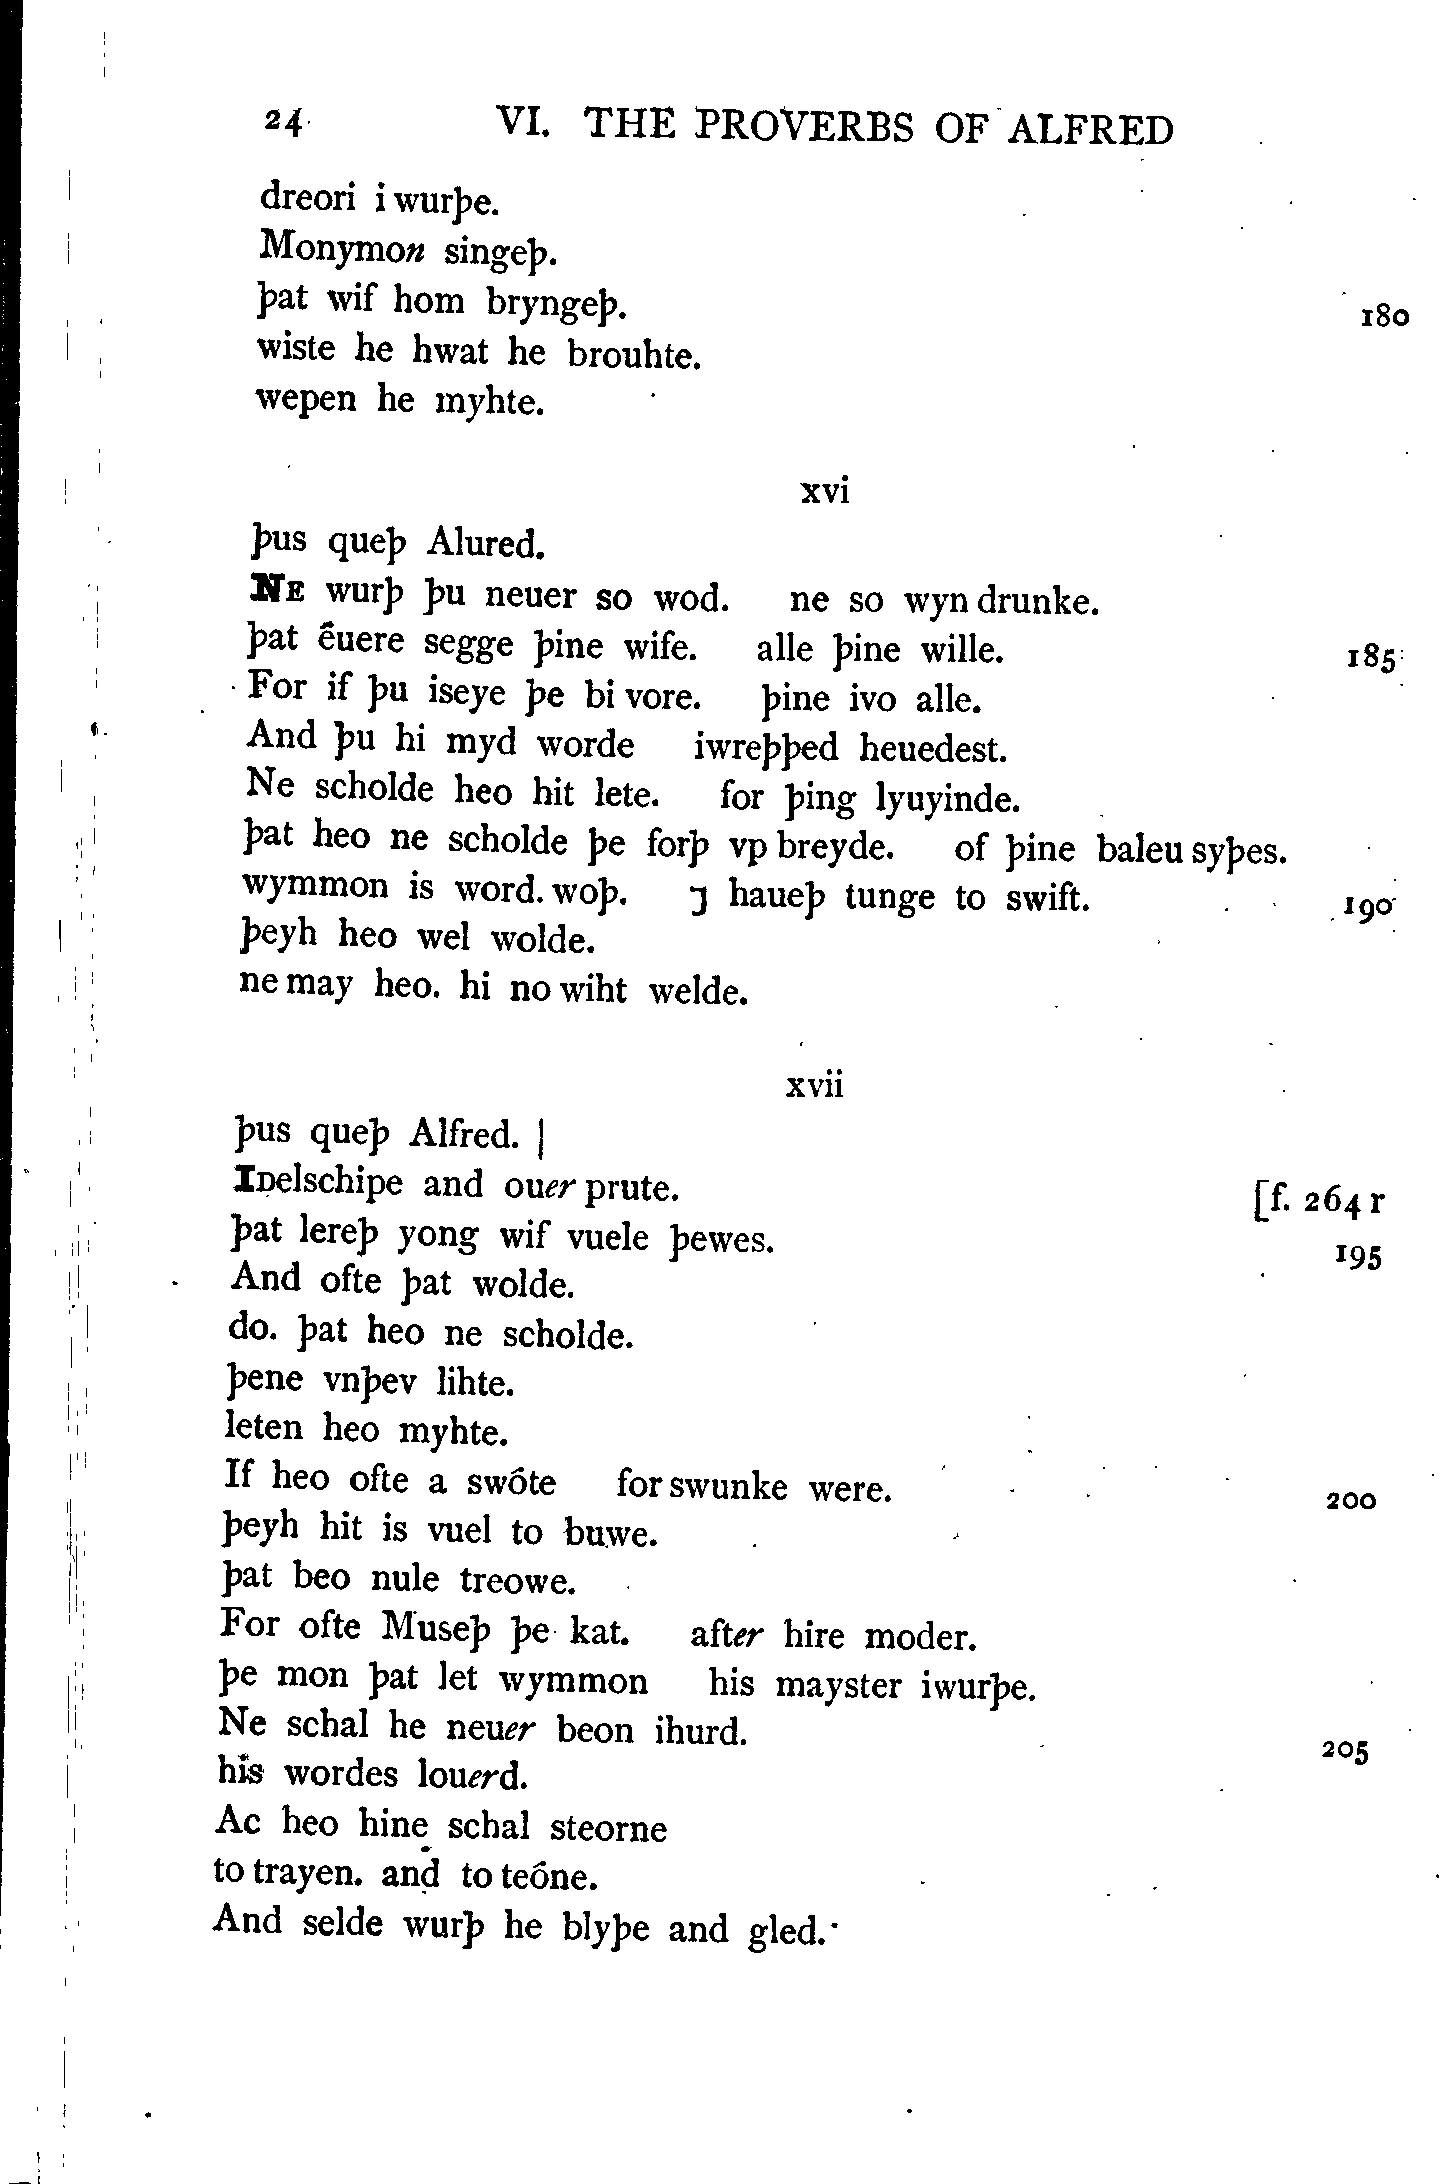 24 VI. THE PROVERBS OF ALFRED
dreori i wurþe.
Monymon singeþ.
þat wif hom bryngeþ. 180
wiste he hwat he brouhte.
wepen he myhte.
xvi
þus queþ Alured.
NE wurþ þu neuer so wod. ne so wyn drunke.
þat êuere segge þine wife. alle þine wille. 185
For if þu iseye þe bi vore. þine ivo alle.
And þu hi myd worde iwreþþed heuedest.
Ne scholde heo hit lete. for þing lyuyinde.
þat heo ne scholde þe forþ vp breyde. of þine baleu syþes.
wymmon is word. woþ. ⁊ haueþ tunge to swift. 190
þeyh heo wel wolde.
ne may heo. hi no wiht welde.
xvii
þus queþ Alfred. |
IDelschipe and ouer prute. [f. 264 r
þat lereþ yong wif vuele þewes. 195
And ofte þat wolde.
do. þat heo ne scholde.
þene vnþev lihte.
leten heo myhte.
If heo ofte a swôte for swunke were. 200
þeyh hit is vuel to buwe.
þat beo nule treowe.
For ofte Museþ þe kat. after hire moder.
þe mon þat let wymmon his mayster iwurþe.
Ne schal he neuer beon ihurd. 205
his wordes louerd.
Ac heo hine schal steorne
to trayen. and to teône.
And selde wurþ he blyþe and gled.